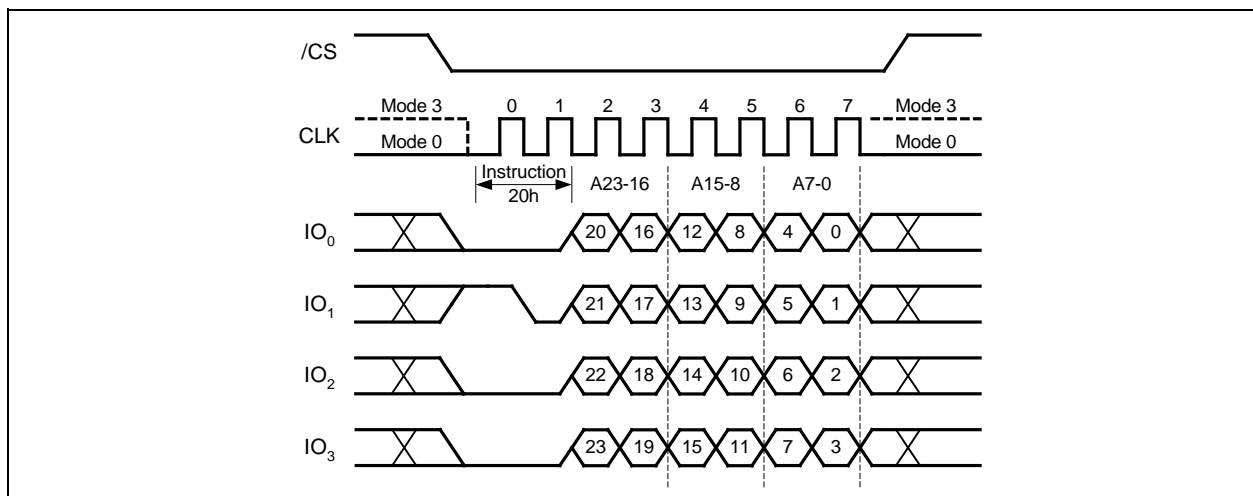 /CS
Mode 3 0 1 2 3 4 5 6 7 Mode 3
CLK Mode 0 Mode 0
Instruction
20h A23-16 A15-8 A7-0
IO0 20 16 12 8 4 0
IO1 21 17 13 9 5 1
IO2 22 18 14 10 6 2
IO3 23 19 15 11 7 3